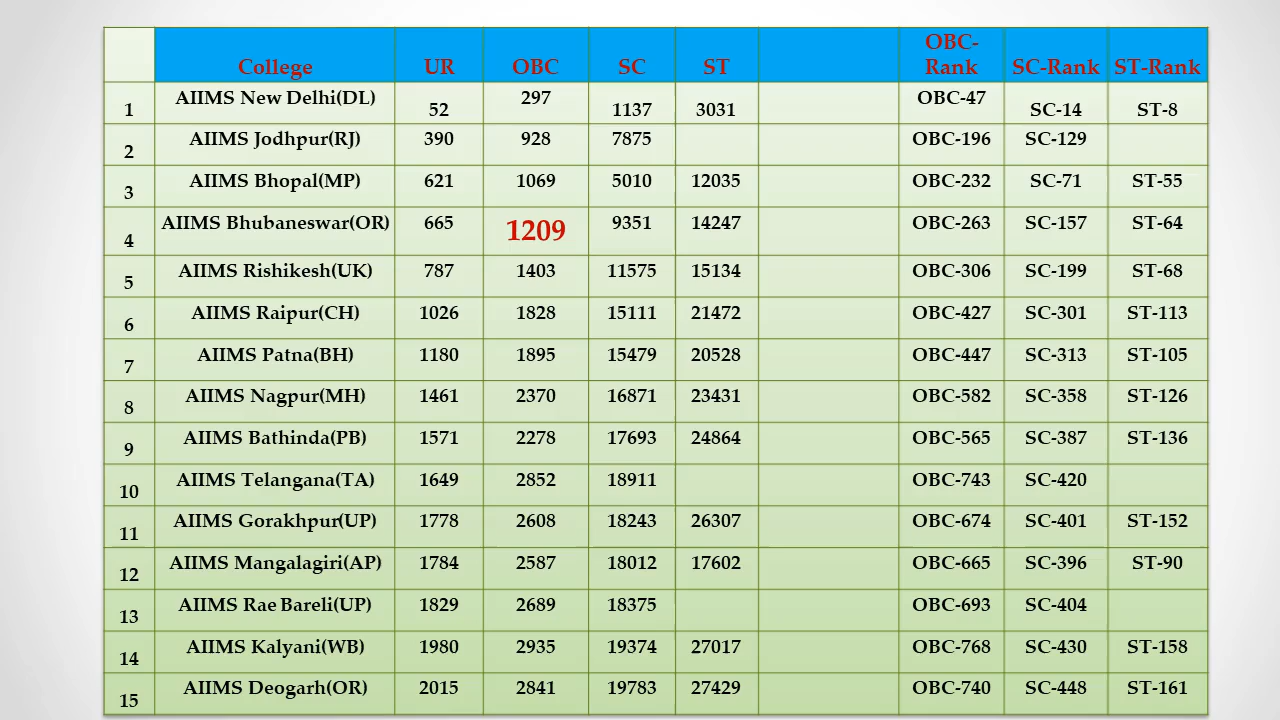 College UR OBC SC ST OBC-Rank SC-Rank ST-Rank
1 AIIMS New Delhi(DL) 52 297 1137 3031 OBC-47 SC-14 ST-8
2 AIIMS Jodhpur(RJ) 390 928 7875 OBC-196 SC-129
3 AIIMS Bhopal(MP) 621 1069 5010 12035 OBC-232 SC-71 ST-55
4 AIIMS Bhubaneswar(OR) 665 1209 9351 14247 OBC-263 SC-157 ST-64
5 AIIMS Rishikesh(UK) 787 1403 11575 15134 OBC-306 SC-199 ST-68
6 AIIMS Raipur(CH) 1026 1828 15111 21472 OBC-427 SC-301 ST-113
7 AIIMS Patna(BH) 1180 1895 15479 20528 OBC-447 SC-313 ST-105
8 AIIMS Nagpur(MH) 1461 2370 16871 23431 OBC-582 SC-358 ST-126
9 AIIMS Bathinda(PB) 1571 2278 17693 24864 OBC-565 SC-387 ST-136
10 AIIMS Telangana(TA) 1649 2852 18911 OBC-743 SC-420
11 AIIMS Gorakhpur(UP) 1778 2608 18243 26307 OBC-674 SC-401 ST-152
12 AIIMS Mangalagiri(AP) 1784 2587 18012 17602 OBC-665 SC-396 ST-90
13 AIIMS Rae Bareli(UP) 1829 2689 18375 OBC-693 SC-404
14 AIIMS Kalyani(WB) 1980 2935 19374 27017 OBC-768 SC-430 ST-158
15 AIIMS Deogarh(OR) 2015 2841 19783 27429 OBC-740 SC-448 ST-161